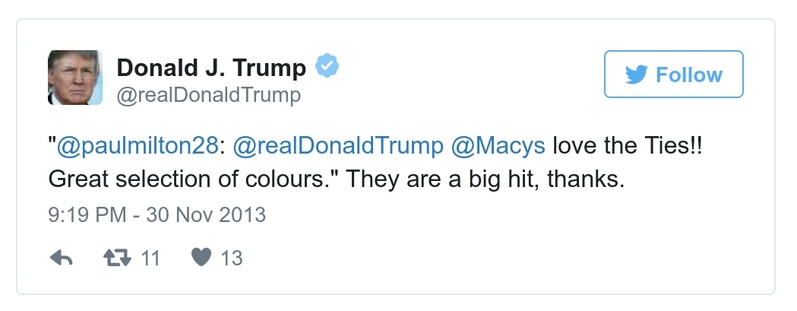 Donald J. Trump
@realDonaldTrump
Follow
"@paulmilton28: @realDonaldTrump @Macys love the Ties!!
Great selection of colours." They are a big hit, thanks.
9:19 PM - 30 Nov 2013
11 13